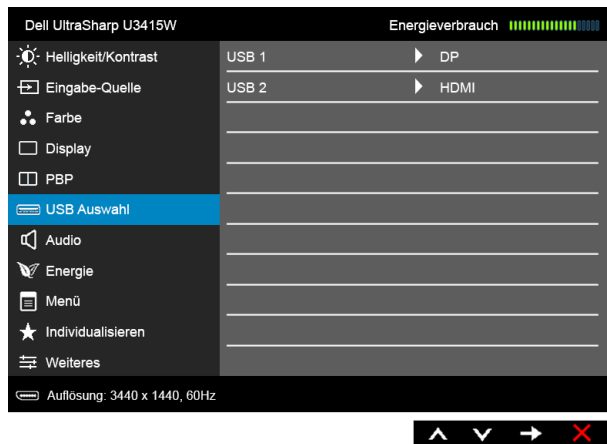 Dell UltraSharp U3415W Energieverbrauch
Helligkeit/Kontrast USB 1 DP
Eingabe-Quelle USB 2 HDMI
Farbe
Display
PBP
USB Auswahl
Audio
Energie
Menü
Individualisieren
Weiteres
Auflösung: 3440 x 1440, 60Hz